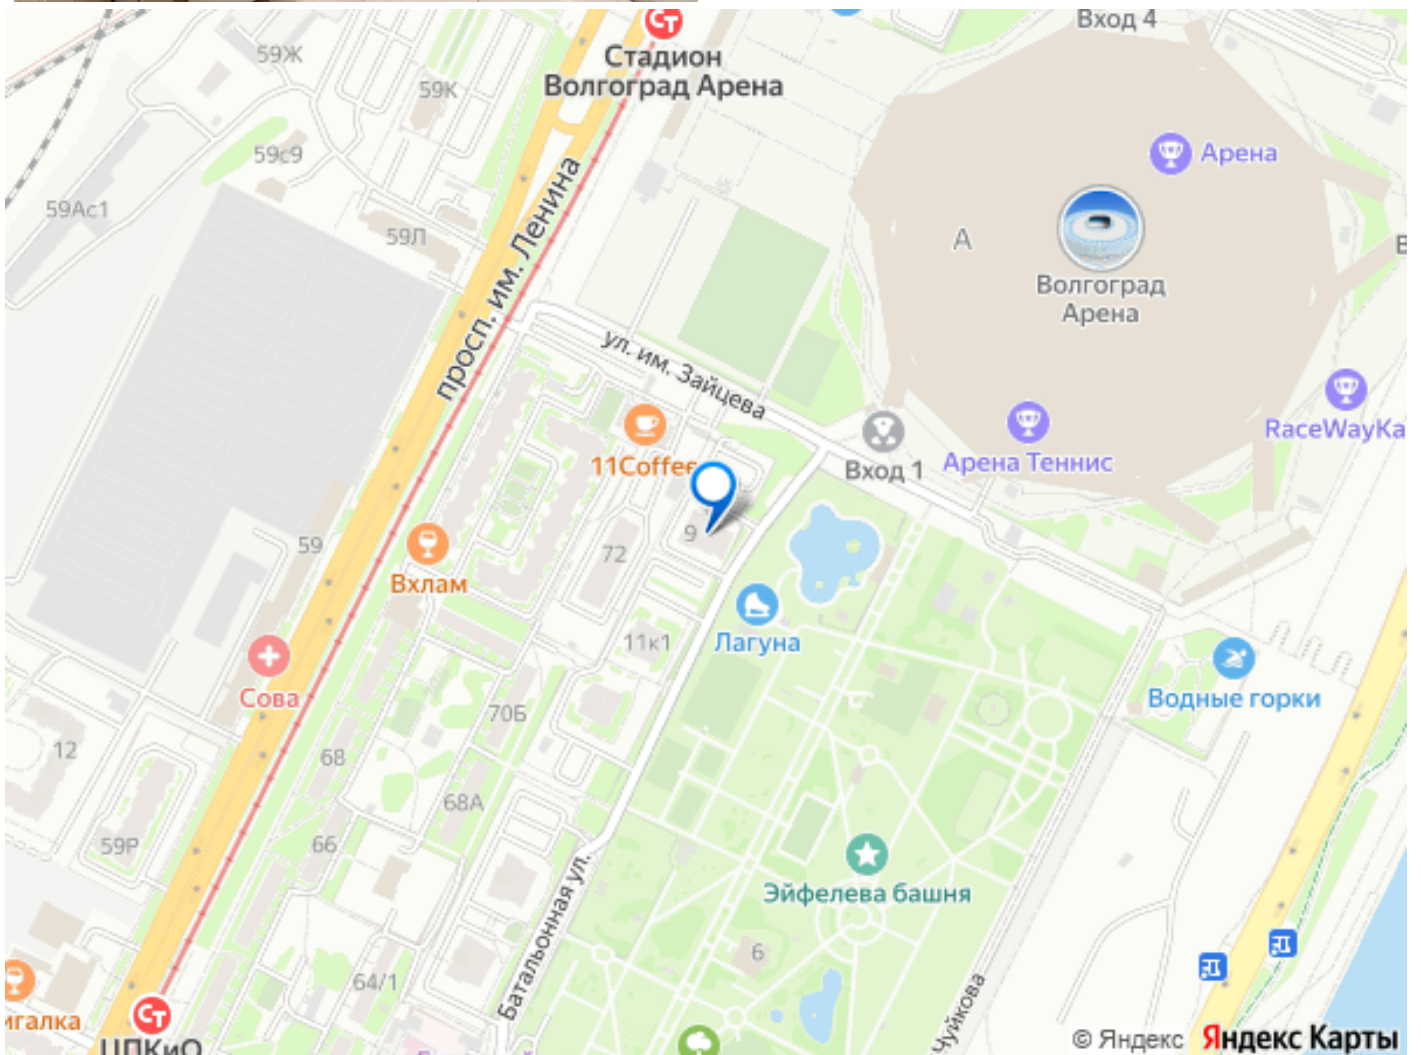 Вход 4
59Ж
Стадион
Волгоград Арена
59К
59с9
Арена
59Ас1
59Л
А
Волгоград
Арена
просп. им. Ленина
ул. им. Зайцева
RaceWayKa
11Coffee
Вход 1
Арена Теннис
9
59
72
Вхлам
11к1
Лагуна
Сова
Водные горки
70Б
12
68
68А
59Р
66
Эйфелева башня
Батальонная ул.
6
64/1
Чуйкова
игалка
ЦПКиО
© Яндекс Яндекс Карты